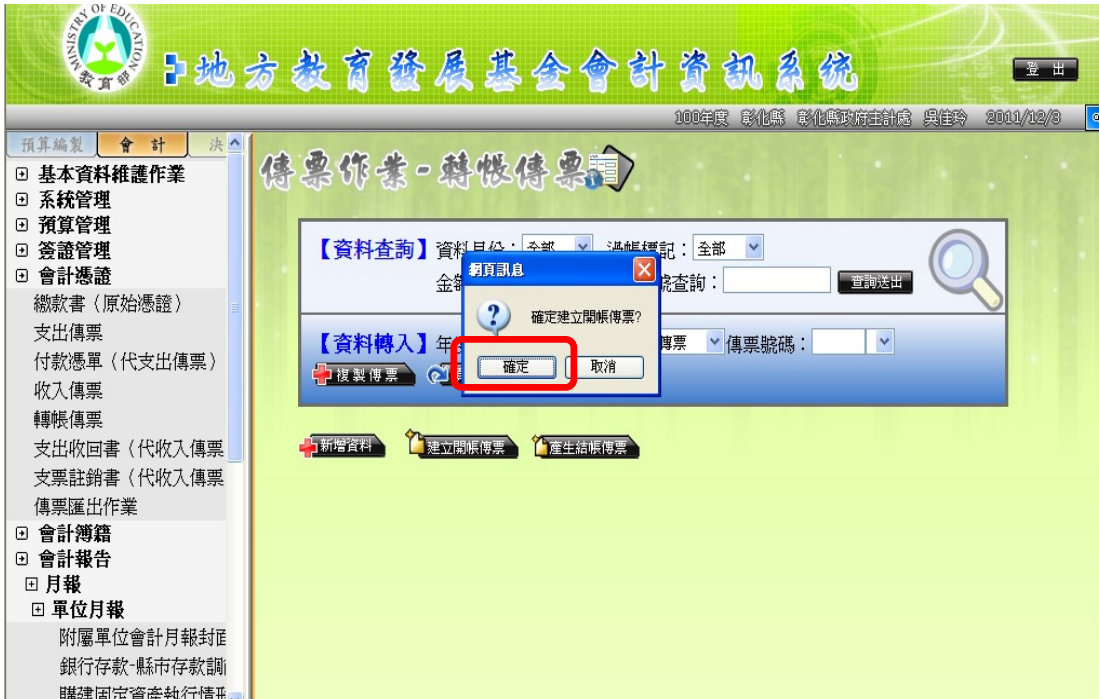 MINISTRY OF EDUCATION
教育部
地方教育發展基金會計資訊系統
登 出
100年度 彰化縣 彰化縣政府主計處 吳佳玲 2011/12/3
預算編製 會 計 決
基本資料維護作業
系統管理
預算管理
簽證管理
會計憑證
繳款書（原始憑證）
支出傳票
付款憑單（代支出傳票）
收入傳票
轉帳傳票
支出收回書（代收入傳票
支票註銷書（代收入傳票
傳票匯出作業
會計簿籍
會計報告
月報
單位月報
附屬單位會計月報封面
銀行存款-縣市存款調
購建固定資產執行情形
傳票作業-轉帳傳票
【資料查詢】資料月份：全部 過帳標記：全部
金 號查詢： 查詢送出
網頁訊息
確定建立開帳傳票?
確定 取消
【資料轉入】年 傳票 傳票號碼：
複製傳票
新增資料 建立開帳傳票 產生結帳傳票